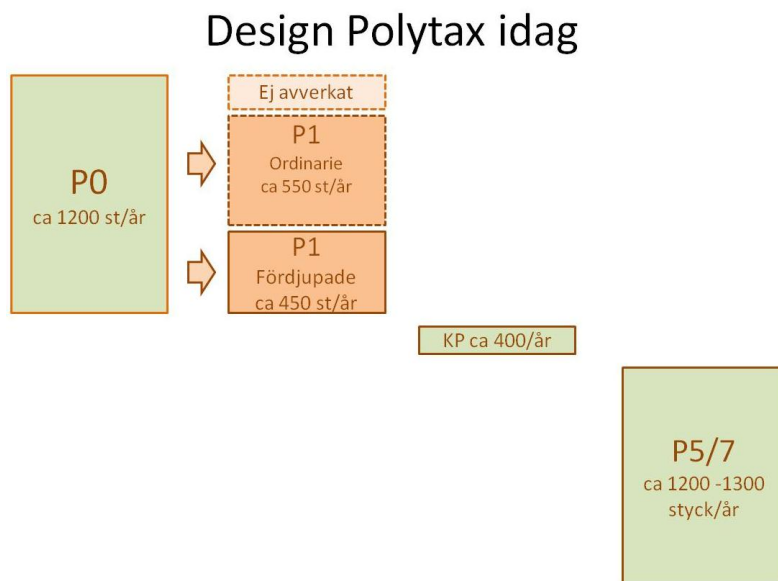 Design Polytax idag
P0
ca 1200 st/år
Ej avverkat
P1
Ordinarie
ca 550 st/år
P1
Fördjupade
ca 450 st/år
KP ca 400/år
P5/7
ca 1200 -1300
styck/år